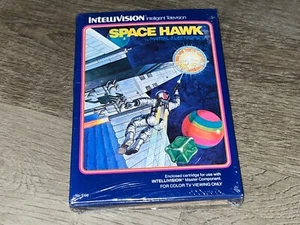 INTELLIVISION Intelligent Television
SPACE HAWK
MATTEL ELECTRONICS
Enclosed cartridge for use with
INTELLIVISION Master Component.
FOR COLOR TV VIEWING ONLY